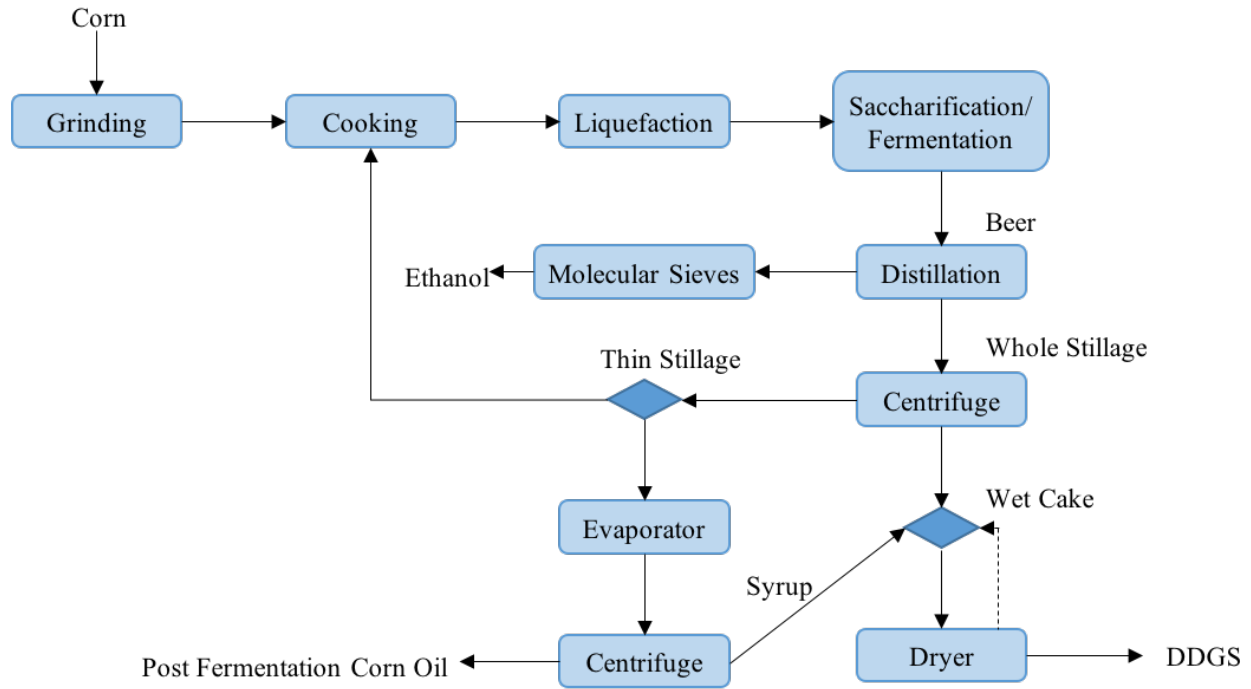 Corn
Grinding
Cooking
Liquefaction
Saccharification/
Fermentation
Beer
Ethanol
Molecular Sieves
Distillation
Whole Stillage
Thin Stillage
Centrifuge
Wet Cake
Evaporator
Syrup
Post Fermentation Corn Oil
Centrifuge
Dryer
DDGS